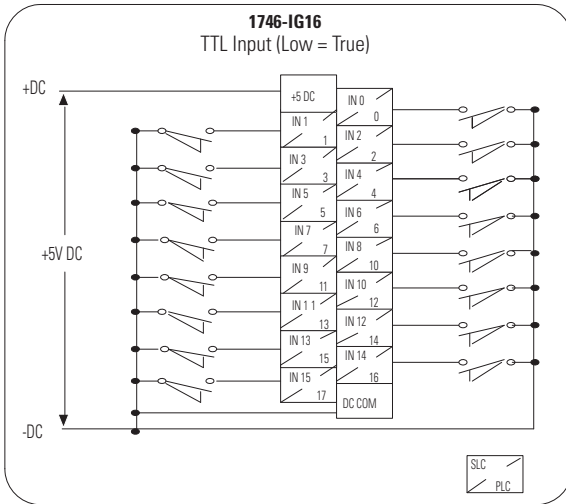 1746-IG16
TTL Input (Low = True)
+DC
+5 DC
IN 0
0
IN 1
1
IN 2
2
IN 3
3
IN 4
4
IN 5
5
IN 6
6
IN 7
7
IN 8
10
+5V DC
IN 9
11
IN 10
12
IN 1 1
13
IN 12
14
IN 13
15
IN 14
16
IN 15
17
DC COM
-DC
SLC
PLC